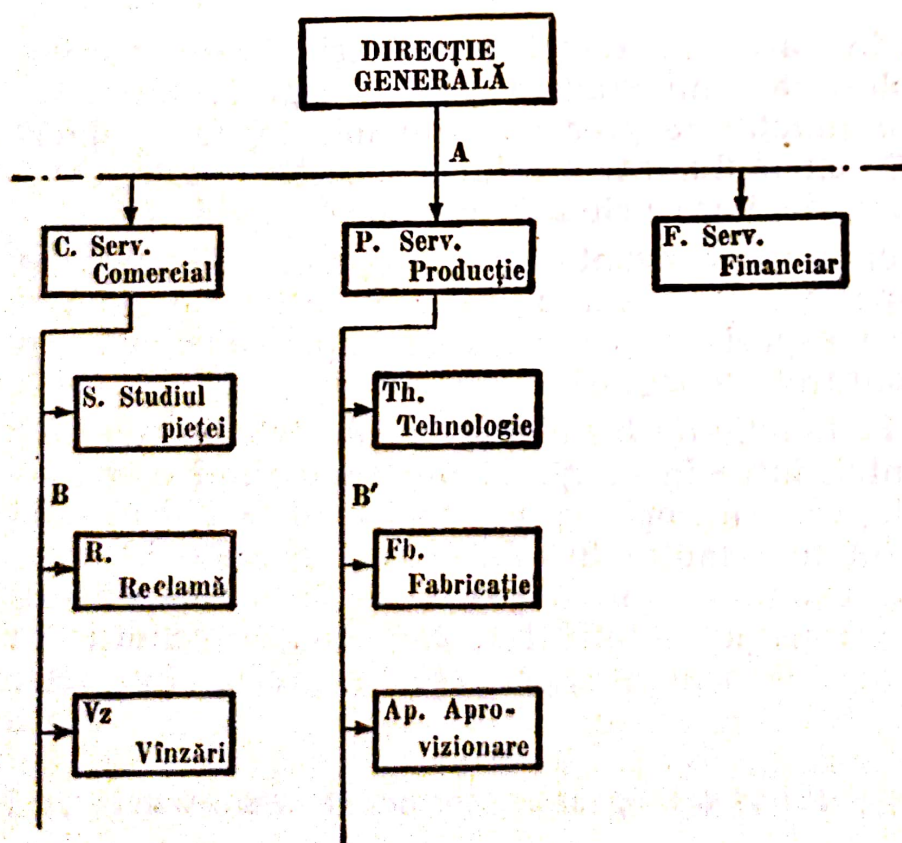 DIRECȚIE
GENERALĂ
A
C. Serv.
Comercial
P. Serv.
Producție
F. Serv.
Financiar
S. Studiul
pieței
Th.
Tehnologie
B
B'
R.
Reclamă
Fb.
Fabricație
Vz
Vînzări
Ap. Apro-
vizionare